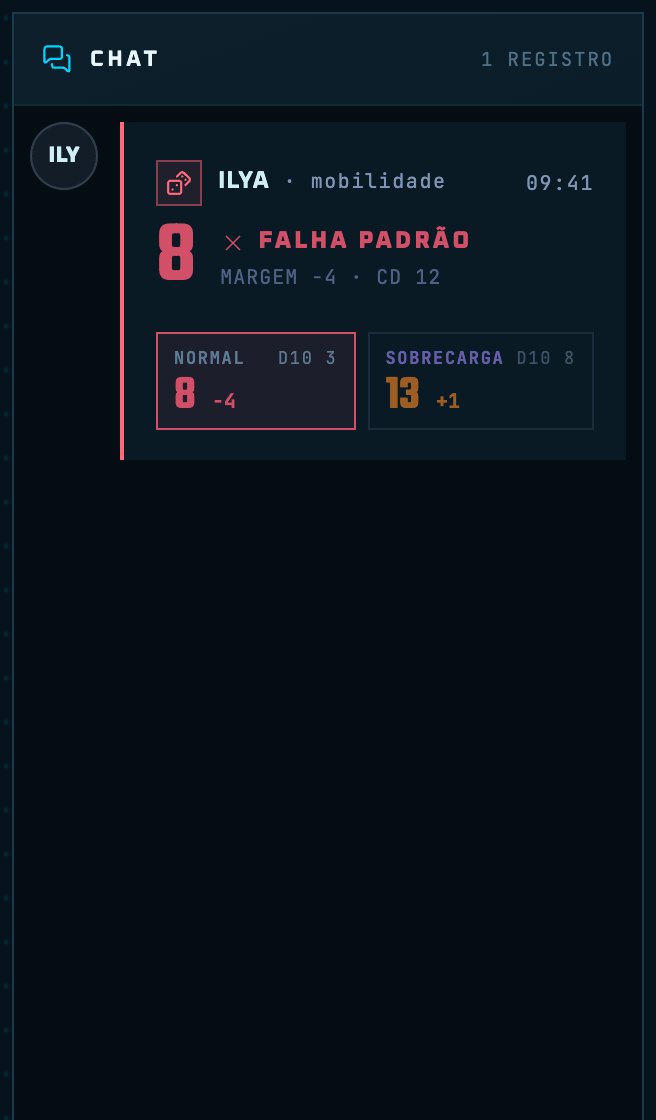 CHAT
1 REGISTRO
ILY
ILYA · mobilidade
09:41
8
× FALHA PADRÃO
MARGEM -4 · CD 12
NORMAL D10 3
8 -4
SOBRECARGA D10 8
13 +1